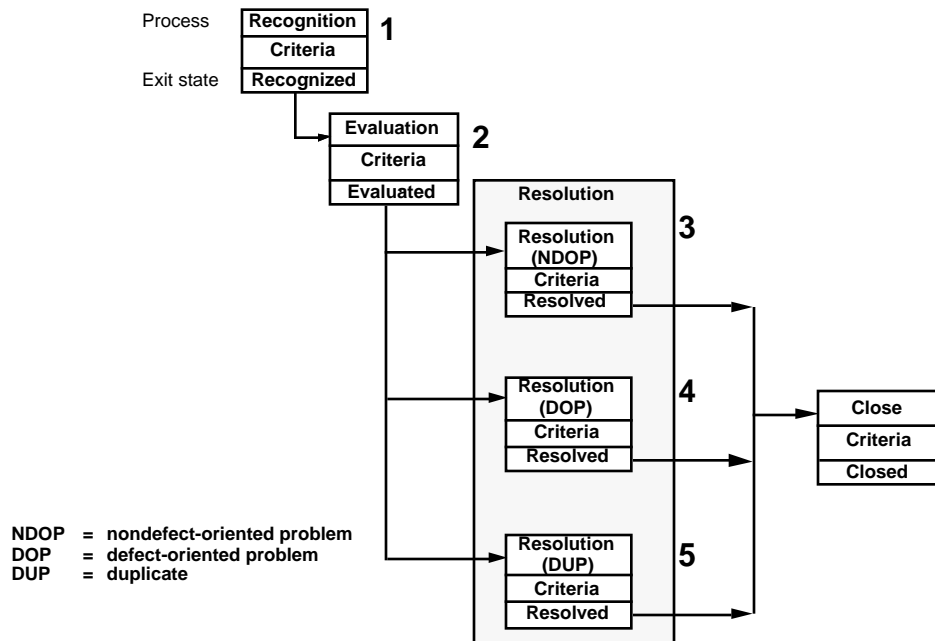 Process
Recognition
1
Criteria
Exit state
Recognized
Evaluation
2
Criteria
Evaluated
Resolution
3
Resolution
(NDOP)
Criteria
Resolved
4
Resolution
(DOP)
Criteria
Resolved
5
Resolution
(DUP)
Criteria
Resolved
Close
Criteria
Closed
NDOP = nondefect-oriented problem
DOP = defect-oriented problem
DUP = duplicate